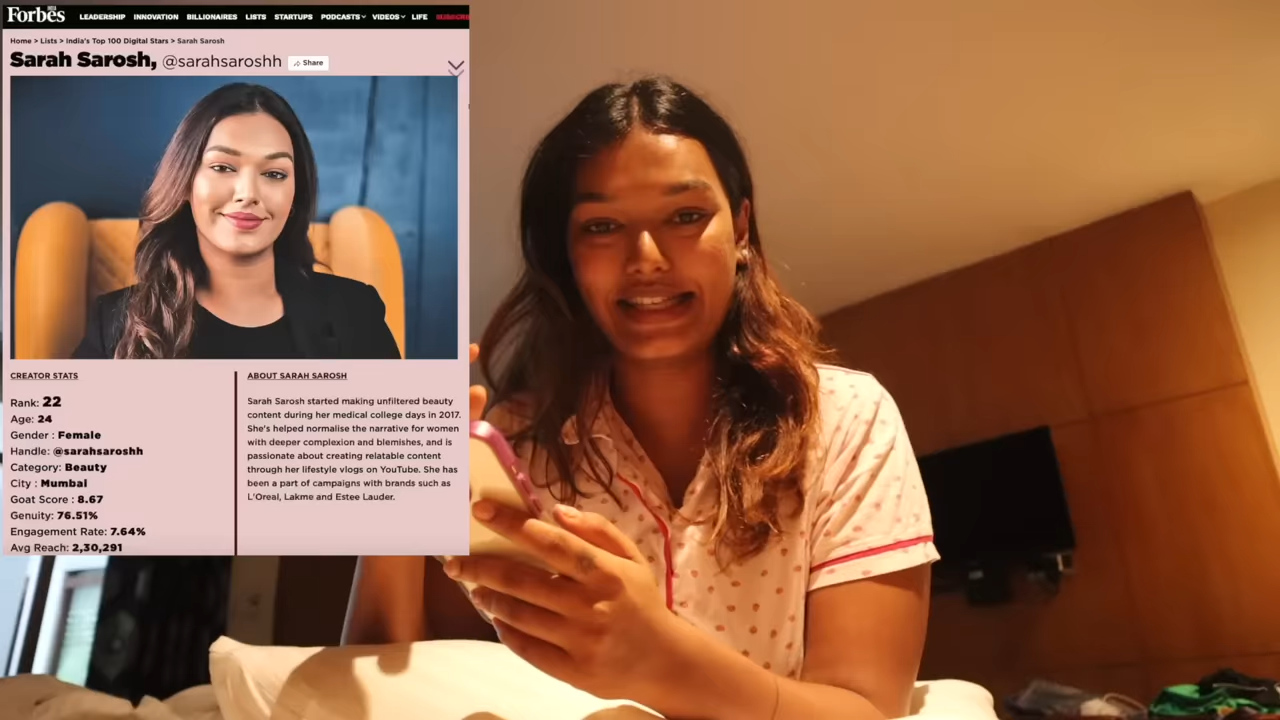 Forbes INDIA
LEADERSHIP INNOVATION BILLIONAIRES LISTS STARTUPS PODCASTS VIDEOS LIFE
Home > Lists > India's Top 100 Digital Stars > Sarah Sarosh
Sarah Sarosh, @sarahsaroshh Share
CREATOR STATS
Rank: 22
Age: 24
Gender : Female
Handle: @sarahsaroshh
Category: Beauty
City : Mumbai
Goat Score : 8.67
Genuity: 76.51%
Engagement Rate: 7.64%
Avg Reach: 2,30,291
ABOUT SARAH SAROSH
Sarah Sarosh started making unfiltered beauty
content during her medical college days in 2017.
She's helped normalise the narrative for women
with deeper complexion and blemishes, and is
passionate about creating relatable content
through her lifestyle vlogs on YouTube. She has
been a part of campaigns with brands such as
L'Oreal, Lakme and Estee Lauder.